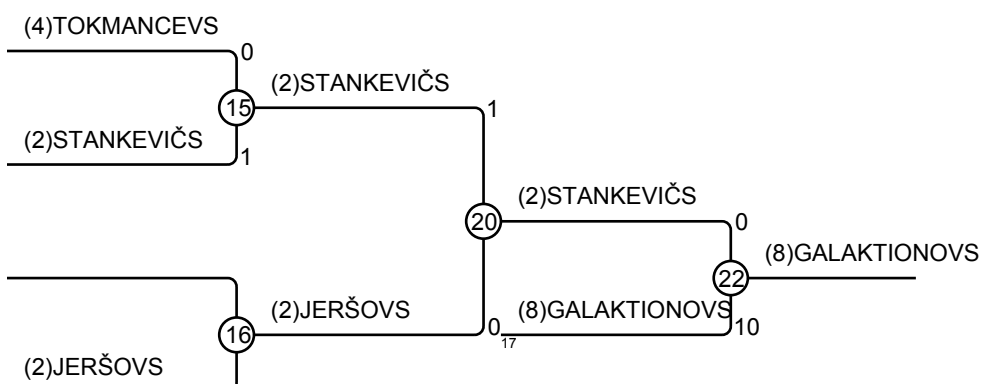 (4)TOKMANCEVS
0
(2)STANKEVIČS
15
1
(2)STANKEVIČS
1
(2)STANKEVIČS
20
0
(8)GALAKTIONOVS
22
(2)JERŠOVS
0
17
(8)GALAKTIONOVS
10
16
(2)JERŠOVS